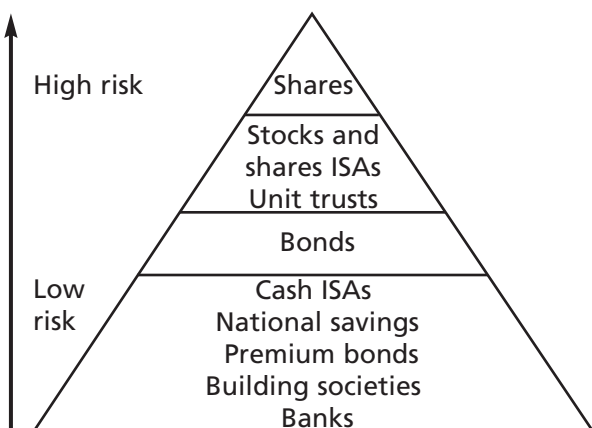 High risk
Shares
Stocks and
shares ISAs
Unit trusts
Bonds
Low
risk
Cash ISAs
National savings
Premium bonds
Building societies
Banks